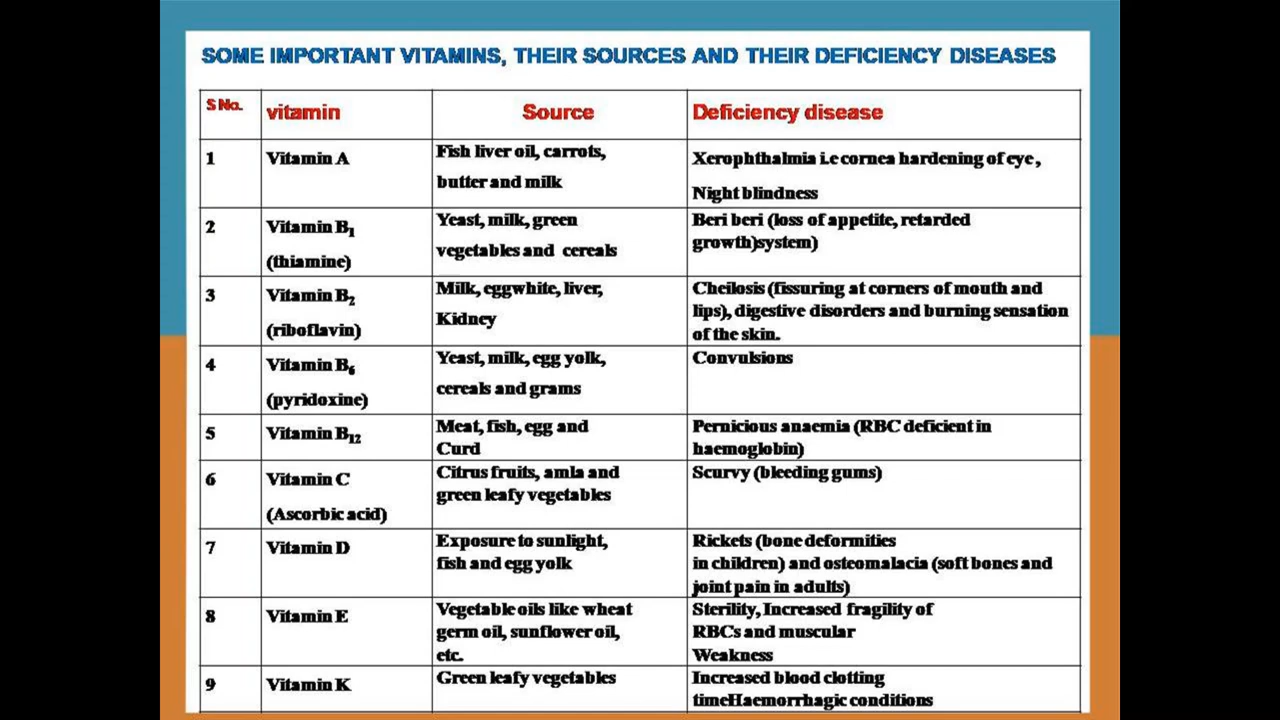 SOME IMPORTANT VITAMINS, THEIR SOURCES AND THEIR DEFICIENCY DISEASES
S No. vitamin Source Deficiency disease
1 Vitamin A Fish liver oil, carrots, Xerophthalmia i.e cornea hardening of eye,
butter and milk Night blindness
2 Vitamin B1 Yeast, milk, green Beri beri (loss of appetite, retarded
(thiamine) vegetables and cereals growth)system)
3 Vitamin B2 Milk, eggwhite, liver, Cheilosis (fissuring at corners of mouth and
(riboflavin) Kidney lips), digestive disorders and burning sensation
of the skin.
4 Vitamin B6 Yeast, milk, egg yolk, Convulsions
(pyridoxine) cereals and grams
5 Vitamin B12 Meat, fish, egg and Pernicious anaemia (RBC deficient in
Curd haemoglobin)
6 Vitamin C Citrus fruits, amla and Scurvy (bleeding gums)
(Ascorbic acid) green leafy vegetables
7 Vitamin D Exposure to sunlight, Rickets (bone deformities
fish and egg yolk in children) and osteomalacia (soft bones and
joint pain in adults)
8 Vitamin E Vegetable oils like wheat Sterility, Increased fragility of
germ oil, sunflower oil, RBCs and muscular
etc. Weakness
9 Vitamin K Green leafy vegetables Increased blood clotting
timeHaemorrhagic conditions